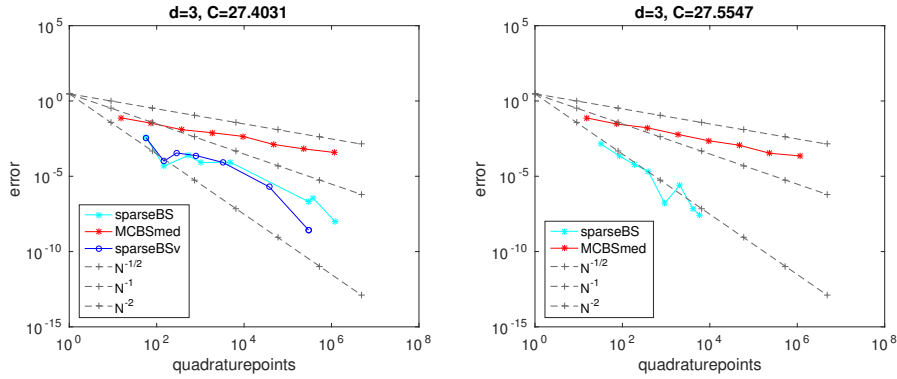 d=3, C=27.4031
10^5
10^0
10^-5
10^-10
10^-15
error
sparseBS
MCBSmed
sparseBSv
N^-1/2
N^-1
N^-2
10^0
10^2
10^4
10^6
10^8
quadraturepoints
d=3, C=27.5547
10^5
10^0
10^-5
10^-10
10^-15
error
sparseBS
MCBSmed
N^-1/2
N^-1
N^-2
10^0
10^2
10^4
10^6
10^8
quadraturepoints